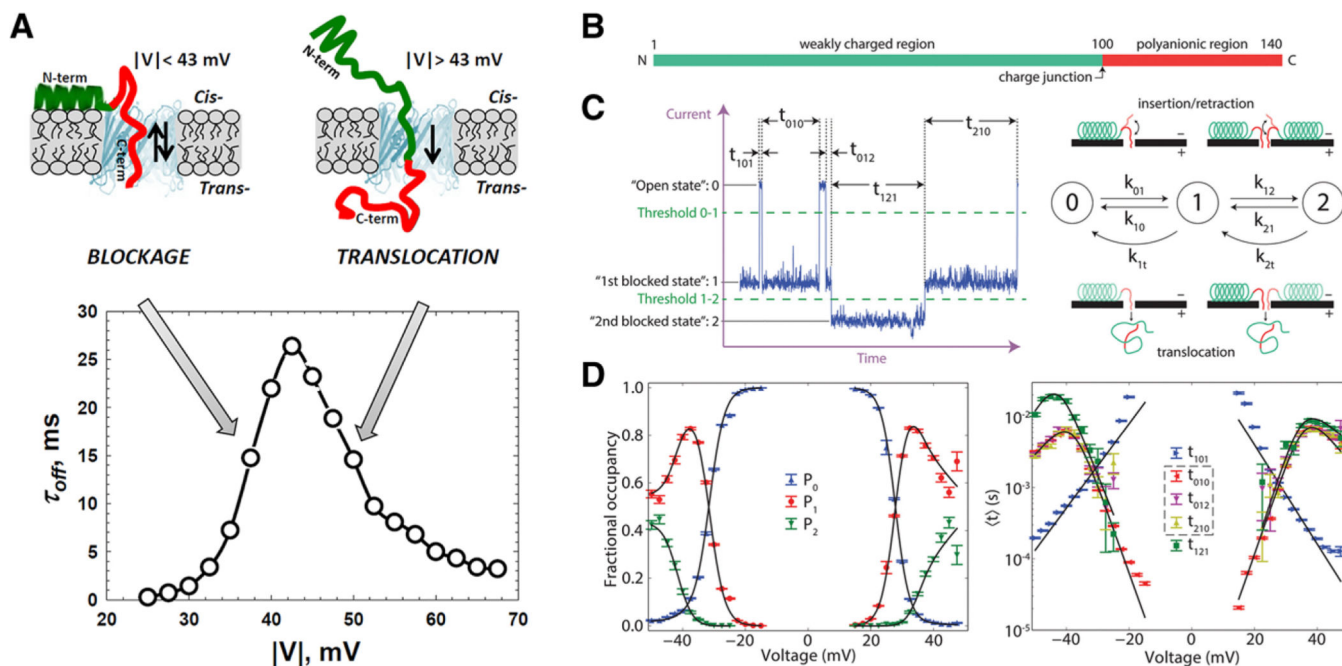 A
N-term
|V|< 43 mV
C-term
Cis-
Trans-
BLOCKAGE
N-term
|V|> 43 mV
Cis-
Trans-
C-term
TRANSLOCATION
30
25
20
15
10
5
0
τoff, ms
20 30 40 50 60 70
|V|, mV
B
1 100 140
N weakly charged region polyanionic region C
charge junction
C
Current
t010
t210
t101
t012
t121
"Open state": 0
Threshold 0-1
"1st blocked state": 1
Threshold 1-2
"2nd blocked state": 2
Time
insertion/retraction
− −
+ +
k01 k12
0 1 2
k10 k21
k1t k2t
− −
+ +
translocation
D
1.0
0.8
0.6
0.4
0.2
0.0
Fractional occupancy
P0
P1
P2
−40 −20 0 20 40
Voltage (mV)
10-2
10-3
10-4
10-5
⟨t⟩ (s)
t101
t010
t012
t210
t121
−40 −20 0 20 40
Voltage (mV)